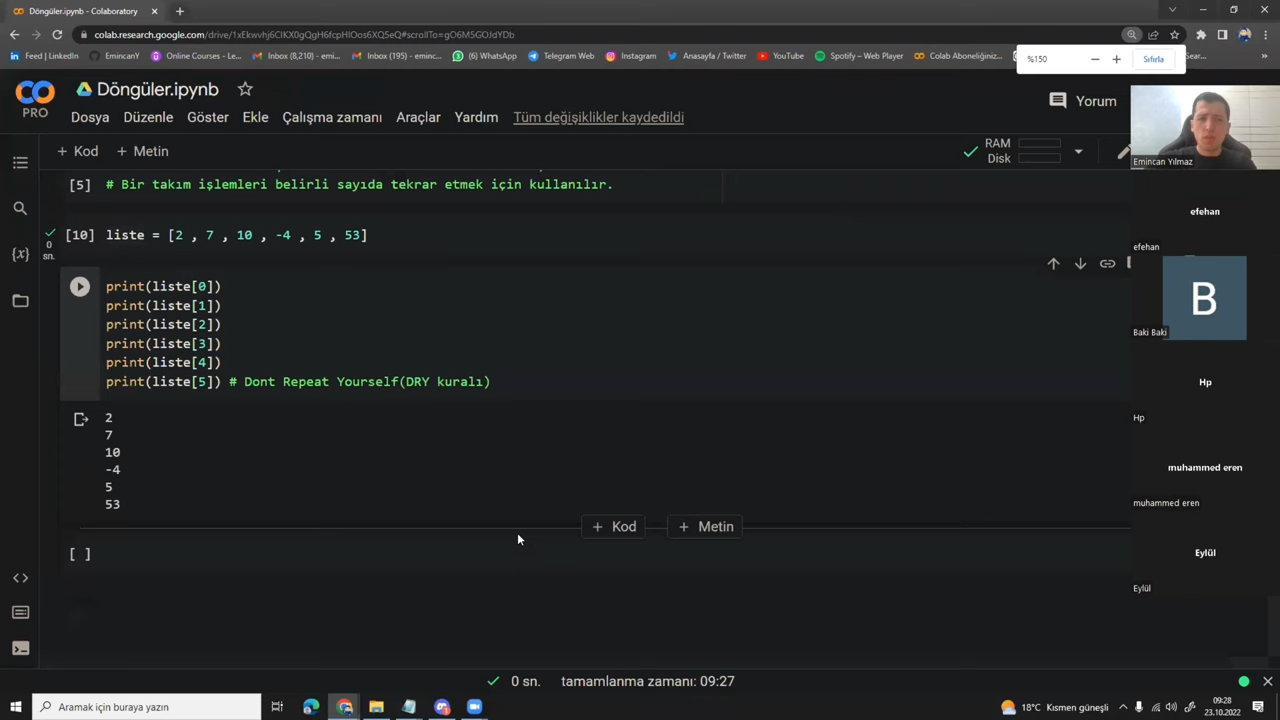 Döngüler.ipynb - Colaboratory
colab.research.google.com/drive/1xEkwvhj6CIKX0gQgH6fcpHIOos6XQ5eQ#scrollTo=gO6M5GOJdYDb
Feed | LinkedIn
EmincanY
Online Courses - Le...
Inbox (8,210) - eminc...
Inbox (195) - emincan...
(6) WhatsApp
Telegram Web
Instagram
Anasayfa / Twitter
YouTube
Spotify – Web Player
Colab Aboneliğiniz...
Sear...
%150
Sıfırla
Döngüler.ipynb
PRO
Dosya Düzenle Göster Ekle Çalışma zamanı Araçlar Yardım Tüm değişiklikler kaydedildi
Yorum
+ Kod + Metin
RAM
Disk
Emincan Yılmaz
[5] # Bir takım işlemleri belirli sayıda tekrar etmek için kullanılır.
[10] liste = [2 , 7 , 10 , -4 , 5 , 53]
0
sn.
print(liste[0])
print(liste[1])
print(liste[2])
print(liste[3])
print(liste[4])
print(liste[5]) # Dont Repeat Yourself(DRY kuralı)
2
7
10
-4
5
53
+ Kod + Metin
[ ]
efehan
efehan
B
Baki Baki
Hp
Hp
muhammed eren
muhammed eren
Eylül
Eylül
0 sn. tamamlanma zamanı: 09:27
Aramak için buraya yazın
18°C Kısmen güneşli
09:28
23.10.2022